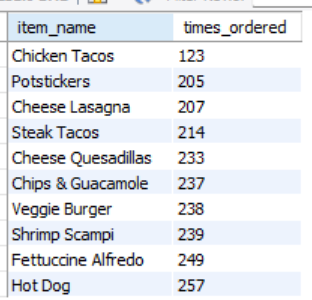 item_name times_ordered
Chicken Tacos 123
Potstickers 205
Cheese Lasagna 207
Steak Tacos 214
Cheese Quesadillas 233
Chips & Guacamole 237
Veggie Burger 238
Shrimp Scampi 239
Fettuccine Alfredo 249
Hot Dog 257